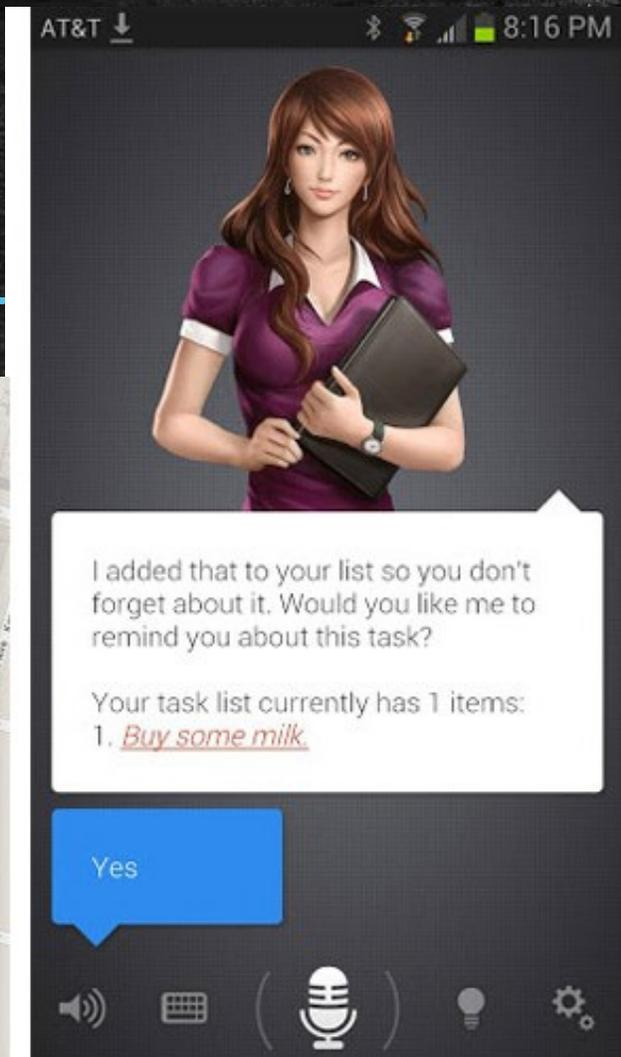 AT&T 8:16 PM
I added that to your list so you don't
forget about it. Would you like me to
remind you about this task?
Your task list currently has 1 items:
1. Buy some milk.
Yes